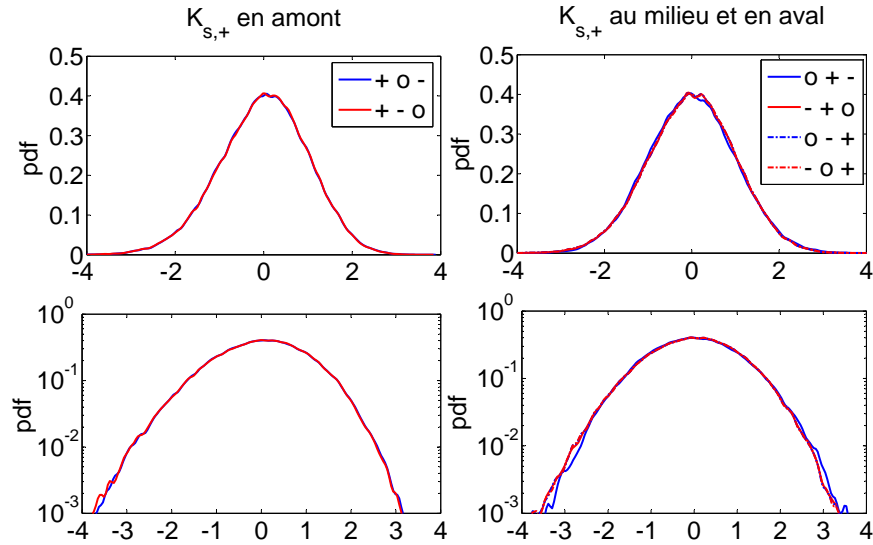 K_{s,+} en amont
K_{s,+} au milieu et en aval
0.5
0.4
0.3
0.2
0.1
0
pdf
-4 -2 0 2 4
+ o -
+ - o
0.5
0.4
0.3
0.2
0.1
0
pdf
-4 -2 0 2 4
o + -
- + o
o - +
- o +
10^0
10^{-1}
10^{-2}
10^{-3}
pdf
-4 -3 -2 -1 0 1 2 3 4
10^0
10^{-1}
10^{-2}
10^{-3}
pdf
-4 -3 -2 -1 0 1 2 3 4